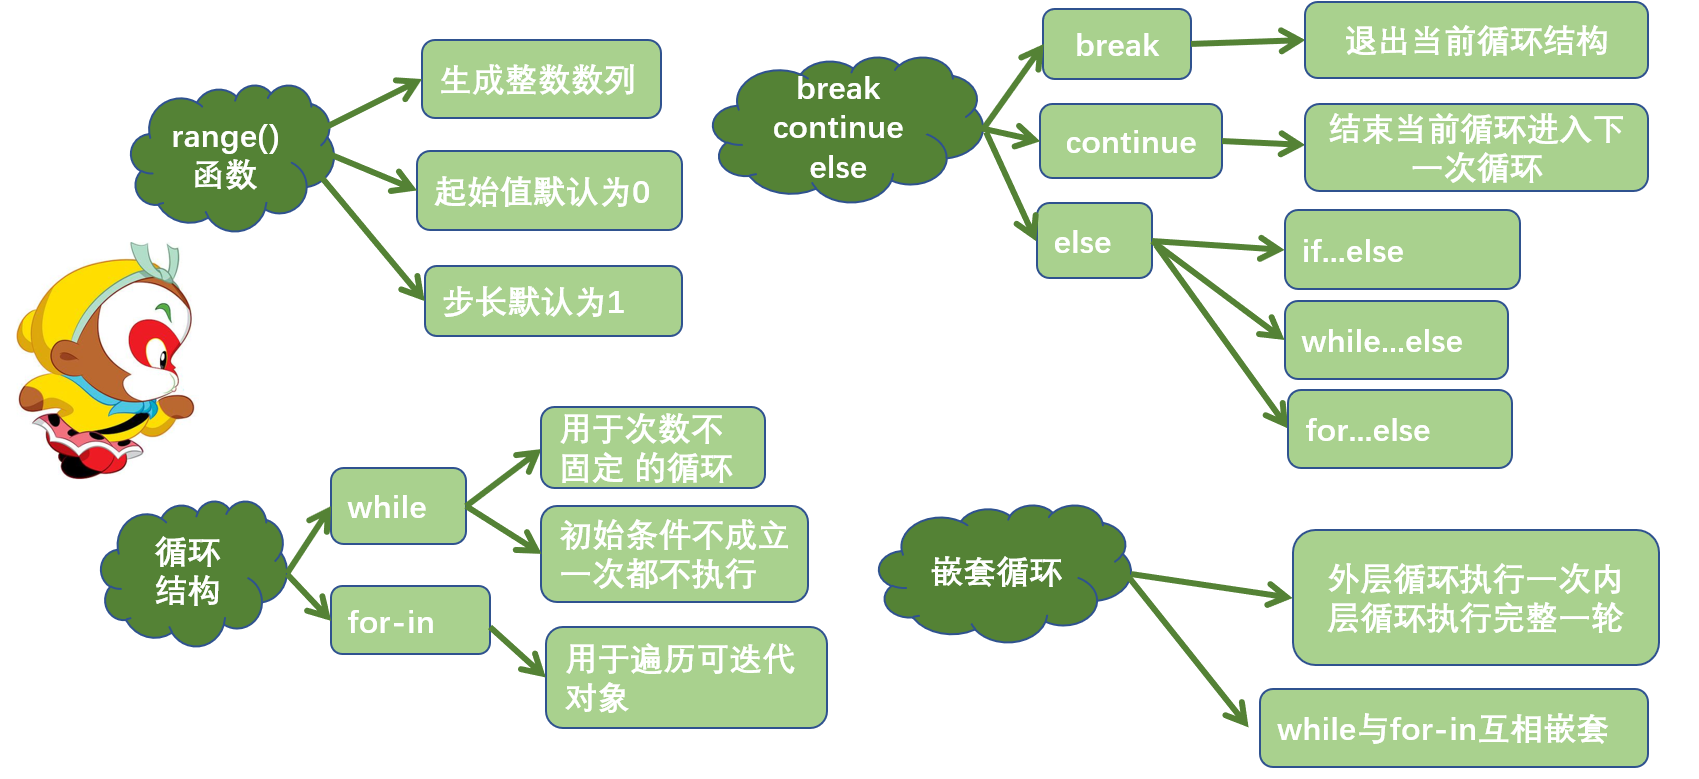 range()
函数
生成整数数列
起始值默认为0
步长默认为1
break
continue
else
break
退出当前循环结构
continue
结束当前循环进入下
一次循环
else
if...else
while...else
for...else
循环
结构
while
用于次数不
固定 的循环
初始条件不成立
一次都不执行
for-in
用于遍历可迭代
对象
嵌套循环
外层循环执行一次内
层循环执行完整一轮
while与for-in互相嵌套